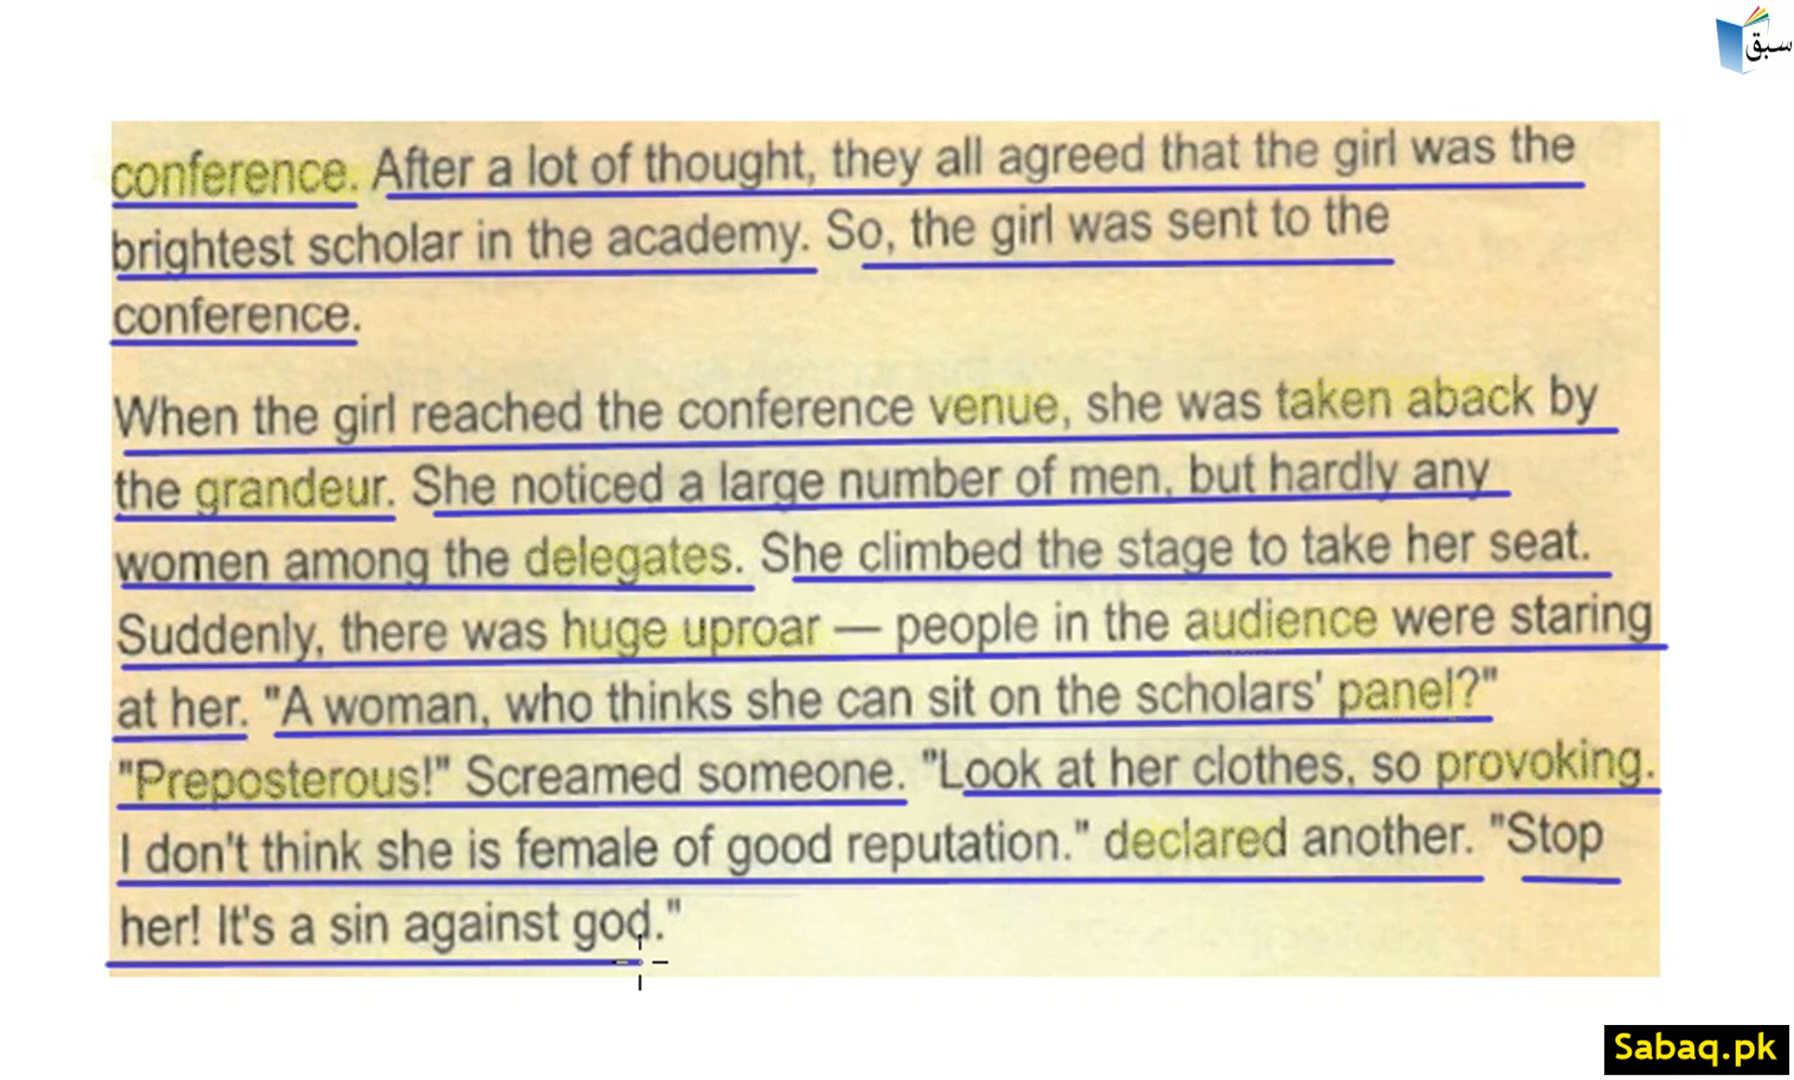 سبق
conference. After a lot of thought, they all agreed that the girl was the
brightest scholar in the academy. So, the girl was sent to the
conference.
When the girl reached the conference venue, she was taken aback by
the grandeur. She noticed a large number of men, but hardly any
women among the delegates. She climbed the stage to take her seat.
Suddenly, there was huge uproar — people in the audience were staring
at her. "A woman, who thinks she can sit on the scholars' panel?"
"Preposterous!" Screamed someone. "Look at her clothes, so provoking.
I don't think she is female of good reputation." declared another. "Stop
her! It's a sin against god."
Sabaq.pk